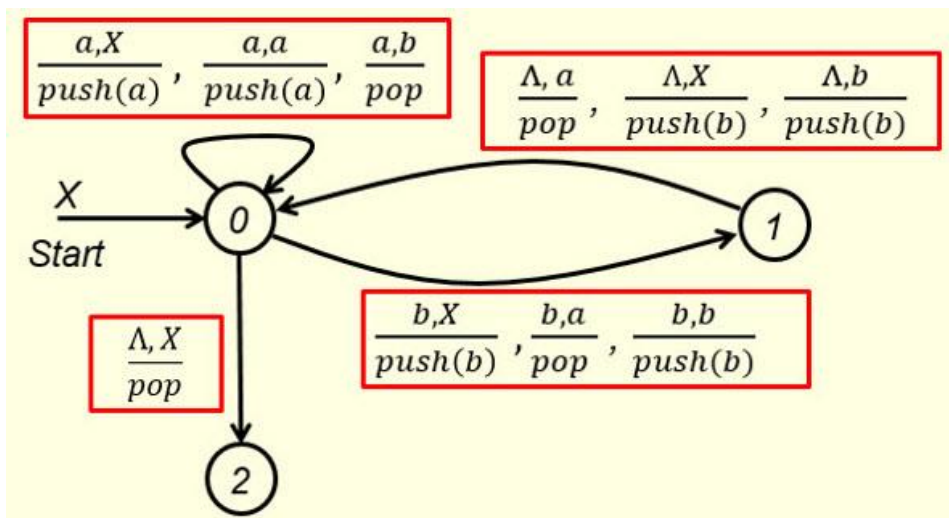 a,X/push(a) , a,a/push(a) , a,b/pop
Λ, a/pop , Λ,X/push(b) , Λ,b/push(b)
X
Start
0
1
b,X/push(b) , b,a/pop , b,b/push(b)
Λ, X/pop
2